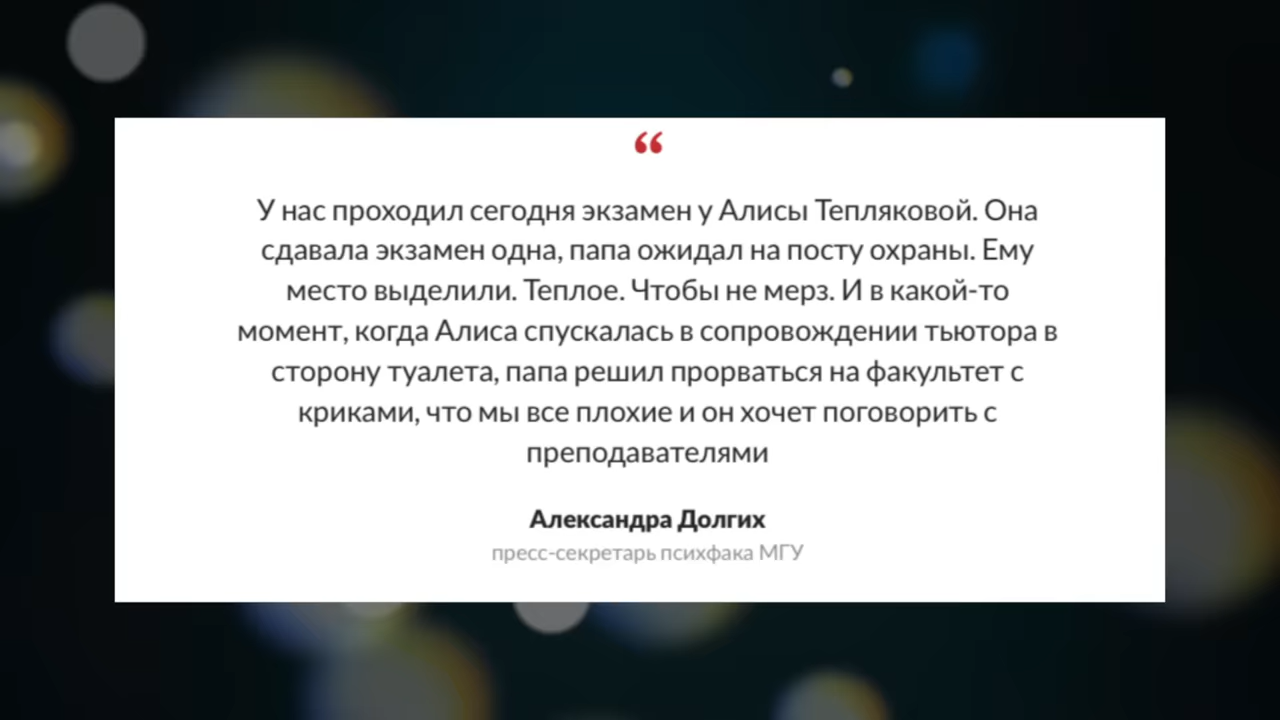 “
У нас проходил сегодня экзамен у Алисы Тепляковой. Она
сдавала экзамен одна, папа ожидал на посту охраны. Ему
место выделили. Теплое. Чтобы не мерз. И в какой-то
момент, когда Алиса спускалась в сопровождении тьютора в
сторону туалета, папа решил прорваться на факультет с
криками, что мы все плохие и он хочет поговорить с
преподавателями
Александра Долгих
пресс-секретарь психфака МГУ